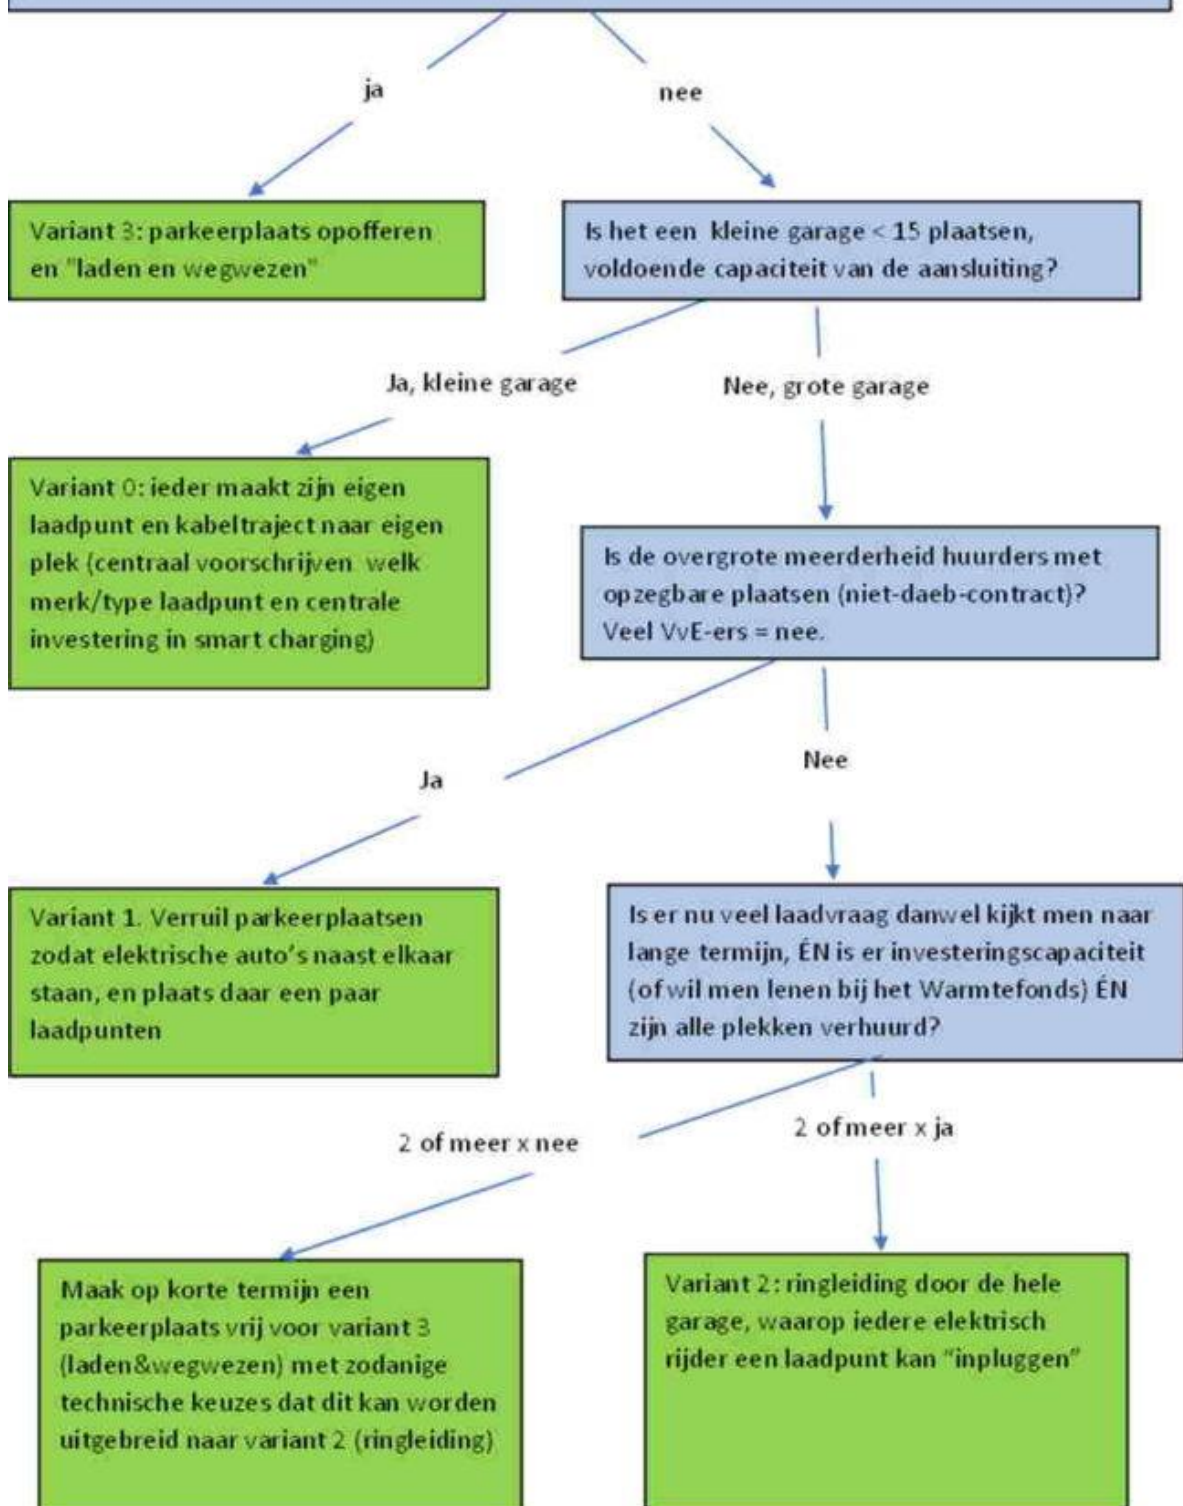 ja
nee
Variant 3: parkeerplaats opofferen
en "laden en wegwezen"
Is het een kleine garage < 15 plaatsen,
voldoende capaciteit van de aansluiting?
Ja, kleine garage
Nee, grote garage
Variant 0: ieder maakt zijn eigen
laadpunt en kabeltraject naar eigen
plek (centraal voorschrijven welk
merk/type laadpunt en centrale
investering in smart charging)
Is de overgrote meerderheid huurders met
opzegbare plaatsen (niet-daeb-contract)?
Veel VvE-ers = nee.
Ja
Nee
Variant 1. Verruil parkeerplaatsen
zodat elektrische auto's naast elkaar
staan, en plaats daar een paar
laadpunten
Is er nu veel laadvraag danwel kijkt men naar
lange termijn, ÉN is er investeringscapaciteit
(of wil men lenen bij het Warmtefonds) ÉN
zijn alle plekken verhuurd?
2 of meer x nee
2 of meer x ja
Maak op korte termijn een
parkeerplaats vrij voor variant 3
(laden&wegwezen) met zodanige
technische keuzes dat dit kan worden
uitgebreid naar variant 2 (ringleiding)
Variant 2: ringleiding door de hele
garage, waarop iedere elektrisch
rijder een laadpunt kan "inpluggen"